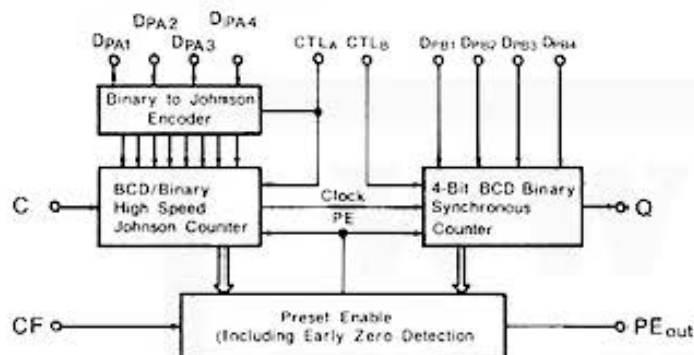 DPA1 DPA2 DPA3 DPA4 CTLA CTLB DPB1 DPB2 DPB3 DPB4
Binary to Johnson
Encoder
BCD/Binary
High Speed
Johnson Counter
C
Clock
PE
4-Bit BCD Binary
Synchronous
Counter
Q
CF
Preset Enable
(Including Early Zero Detection
PEout